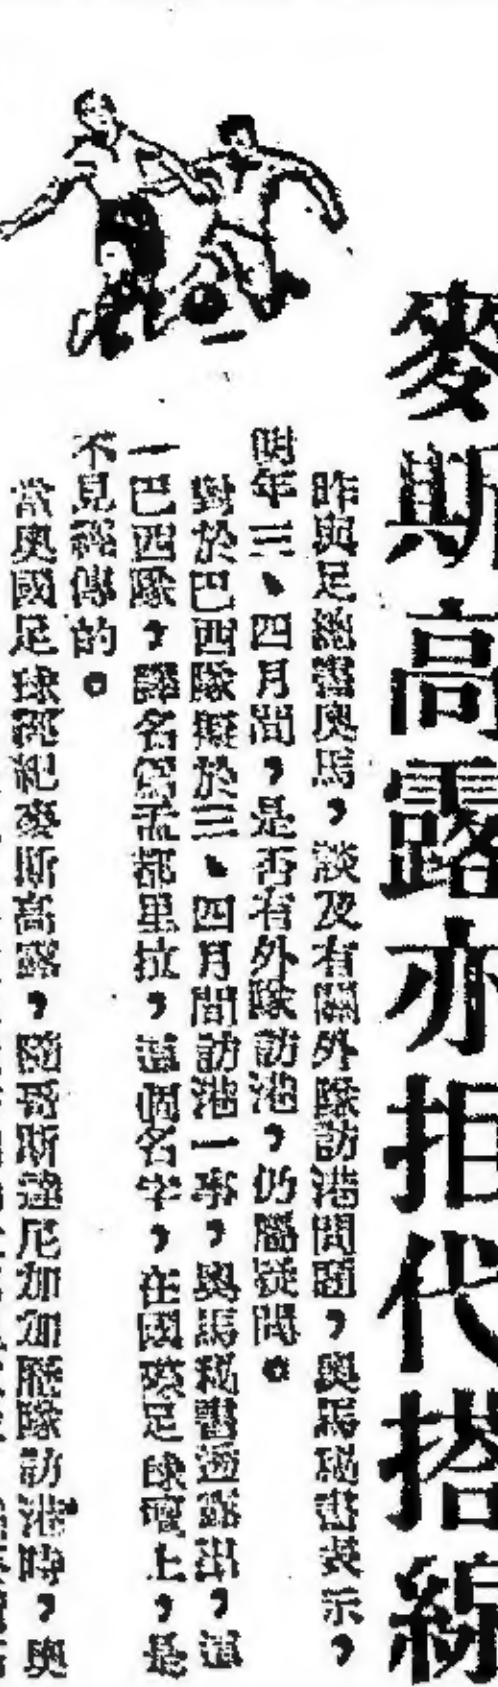 麥斯高露亦拒代搭線
昨與足總書奧馬，談及有關外隊訪港問題，奧馬秘書表示，
明年三、四月間，是否有外隊訪港，仍屬疑問。
對於巴西隊擬於三、四月間訪港一事，奧馬秘書透露出，這
一巴西隊，譯名爲孟都里拉，這個名字，在國際足球壇上，是
不見經傳的。
當奧國足球經紀麥斯高露，隨哥斯達尼加加隊訪港時，奧